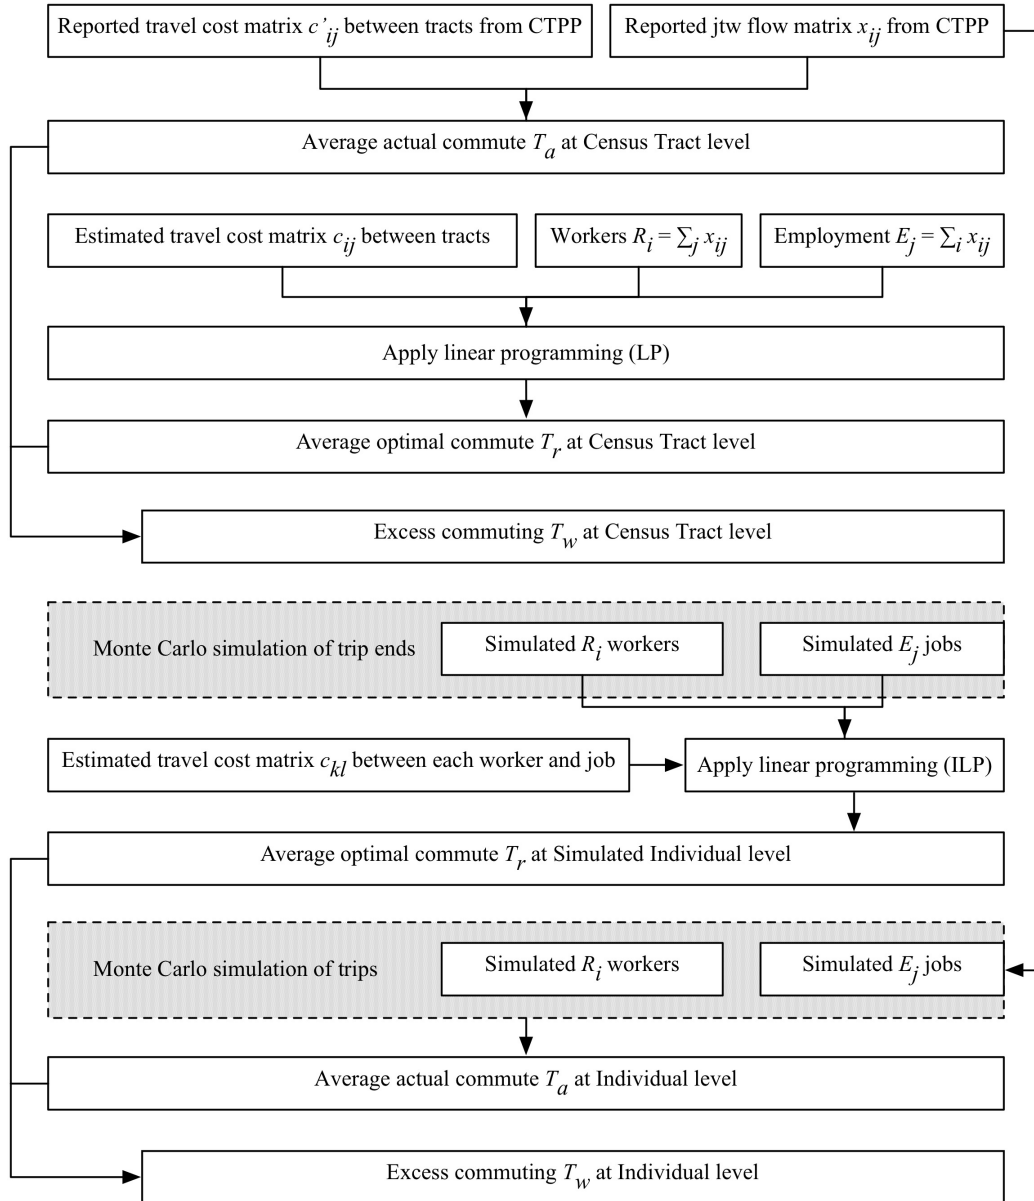 Reported travel cost matrix c’ij between tracts from CTPP
Reported jtw flow matrix xij from CTPP
Average actual commute Ta at Census Tract level
Estimated travel cost matrix cij between tracts
Workers Ri = ∑j xij
Employment Ej = ∑i xij
Apply linear programming (LP)
Average optimal commute Tr at Census Tract level
Excess commuting Tw at Census Tract level
Monte Carlo simulation of trip ends
Simulated Ri workers
Simulated Ej jobs
Estimated travel cost matrix ckl between each worker and job
Apply linear programming (ILP)
Average optimal commute Tr at Simulated Individual level
Monte Carlo simulation of trips
Simulated Ri workers
Simulated Ej jobs
Average actual commute Ta at Individual level
Excess commuting Tw at Individual level